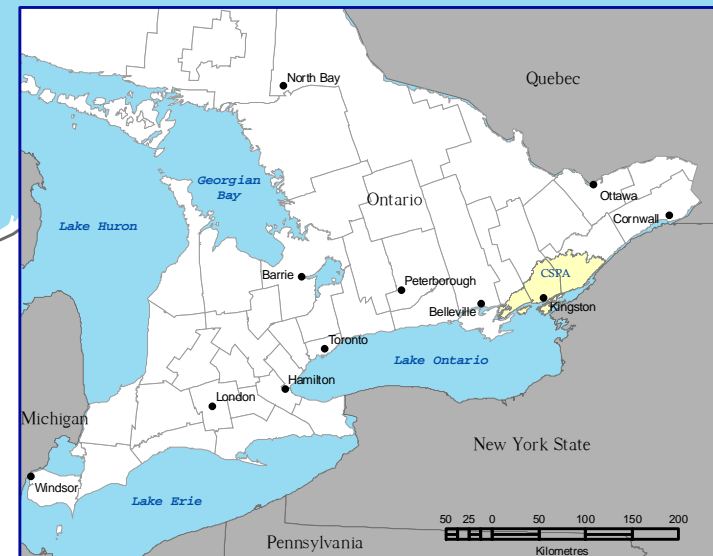 North Bay
Quebec
Georgian
Bay
Ontario
Ottawa
Lake Huron
Cornwall
Barrie
CSPA
Peterborough
Belleville
Kingston
Toronto
Lake Ontario
Hamilton
London
Michigan
New York State
Windsor
Lake Erie
Pennsylvania
50 25 0 50 100 150 200
Kilometres